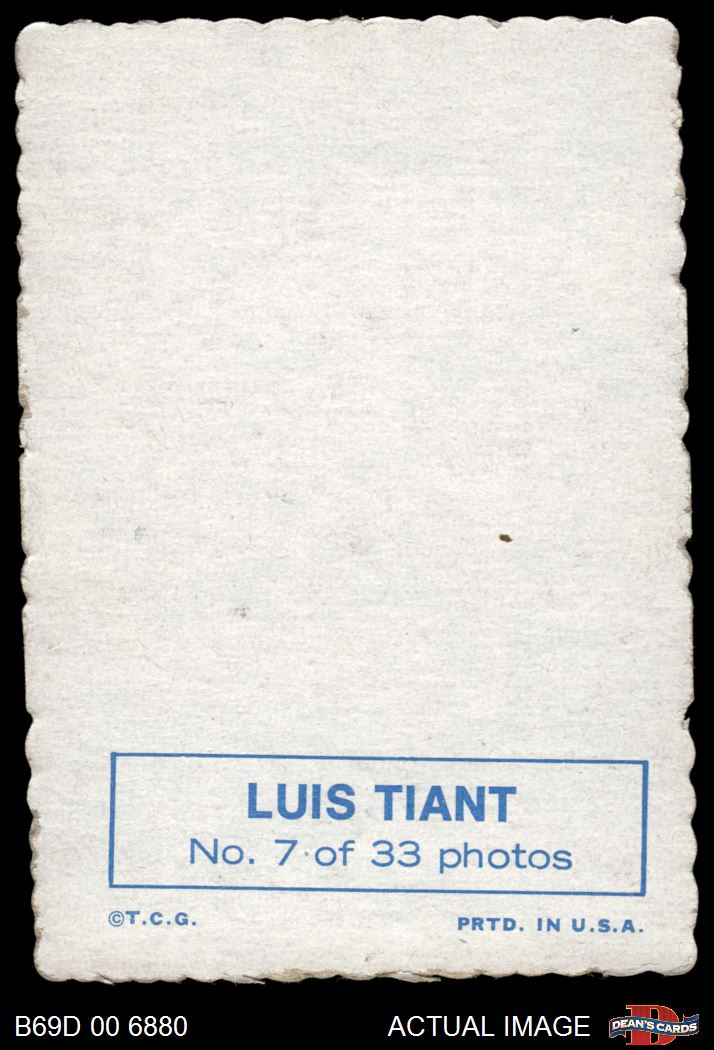 LUIS TIANT
No. 7 of 33 photos
©T.C.G. PRTD. IN U.S.A.
B69D 00 6880 ACTUAL IMAGE DEAN'S CARDS